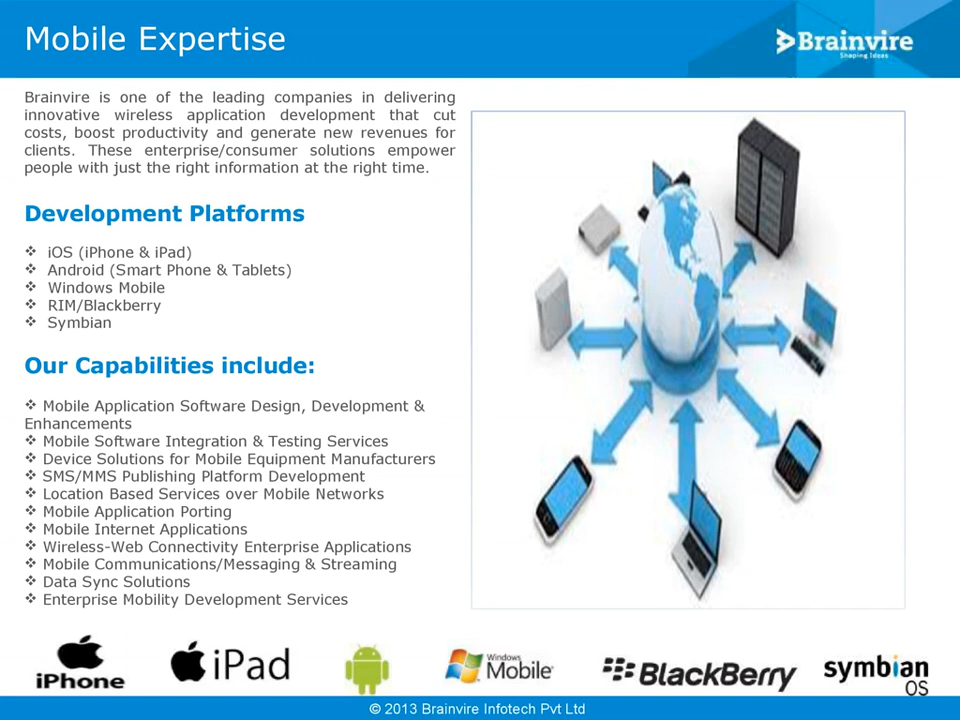 Mobile Expertise
Brainvire
Shaping Ideas
Brainvire is one of the leading companies in delivering
innovative wireless application development that cut
costs, boost productivity and generate new revenues for
clients. These enterprise/consumer solutions empower
people with just the right information at the right time.
Development Platforms
❖ iOS (iPhone & iPad)
❖ Android (Smart Phone & Tablets)
❖ Windows Mobile
❖ RIM/Blackberry
❖ Symbian
Our Capabilities include:
❖ Mobile Application Software Design, Development &
Enhancements
❖ Mobile Software Integration & Testing Services
❖ Device Solutions for Mobile Equipment Manufacturers
❖ SMS/MMS Publishing Platform Development
❖ Location Based Services over Mobile Networks
❖ Mobile Application Porting
❖ Mobile Internet Applications
❖ Wireless-Web Connectivity Enterprise Applications
❖ Mobile Communications/Messaging & Streaming
❖ Data Sync Solutions
❖ Enterprise Mobility Development Services
iPhone
iPad
Windows
Mobile
BlackBerry
symbian
OS
© 2013 Brainvire Infotech Pvt Ltd